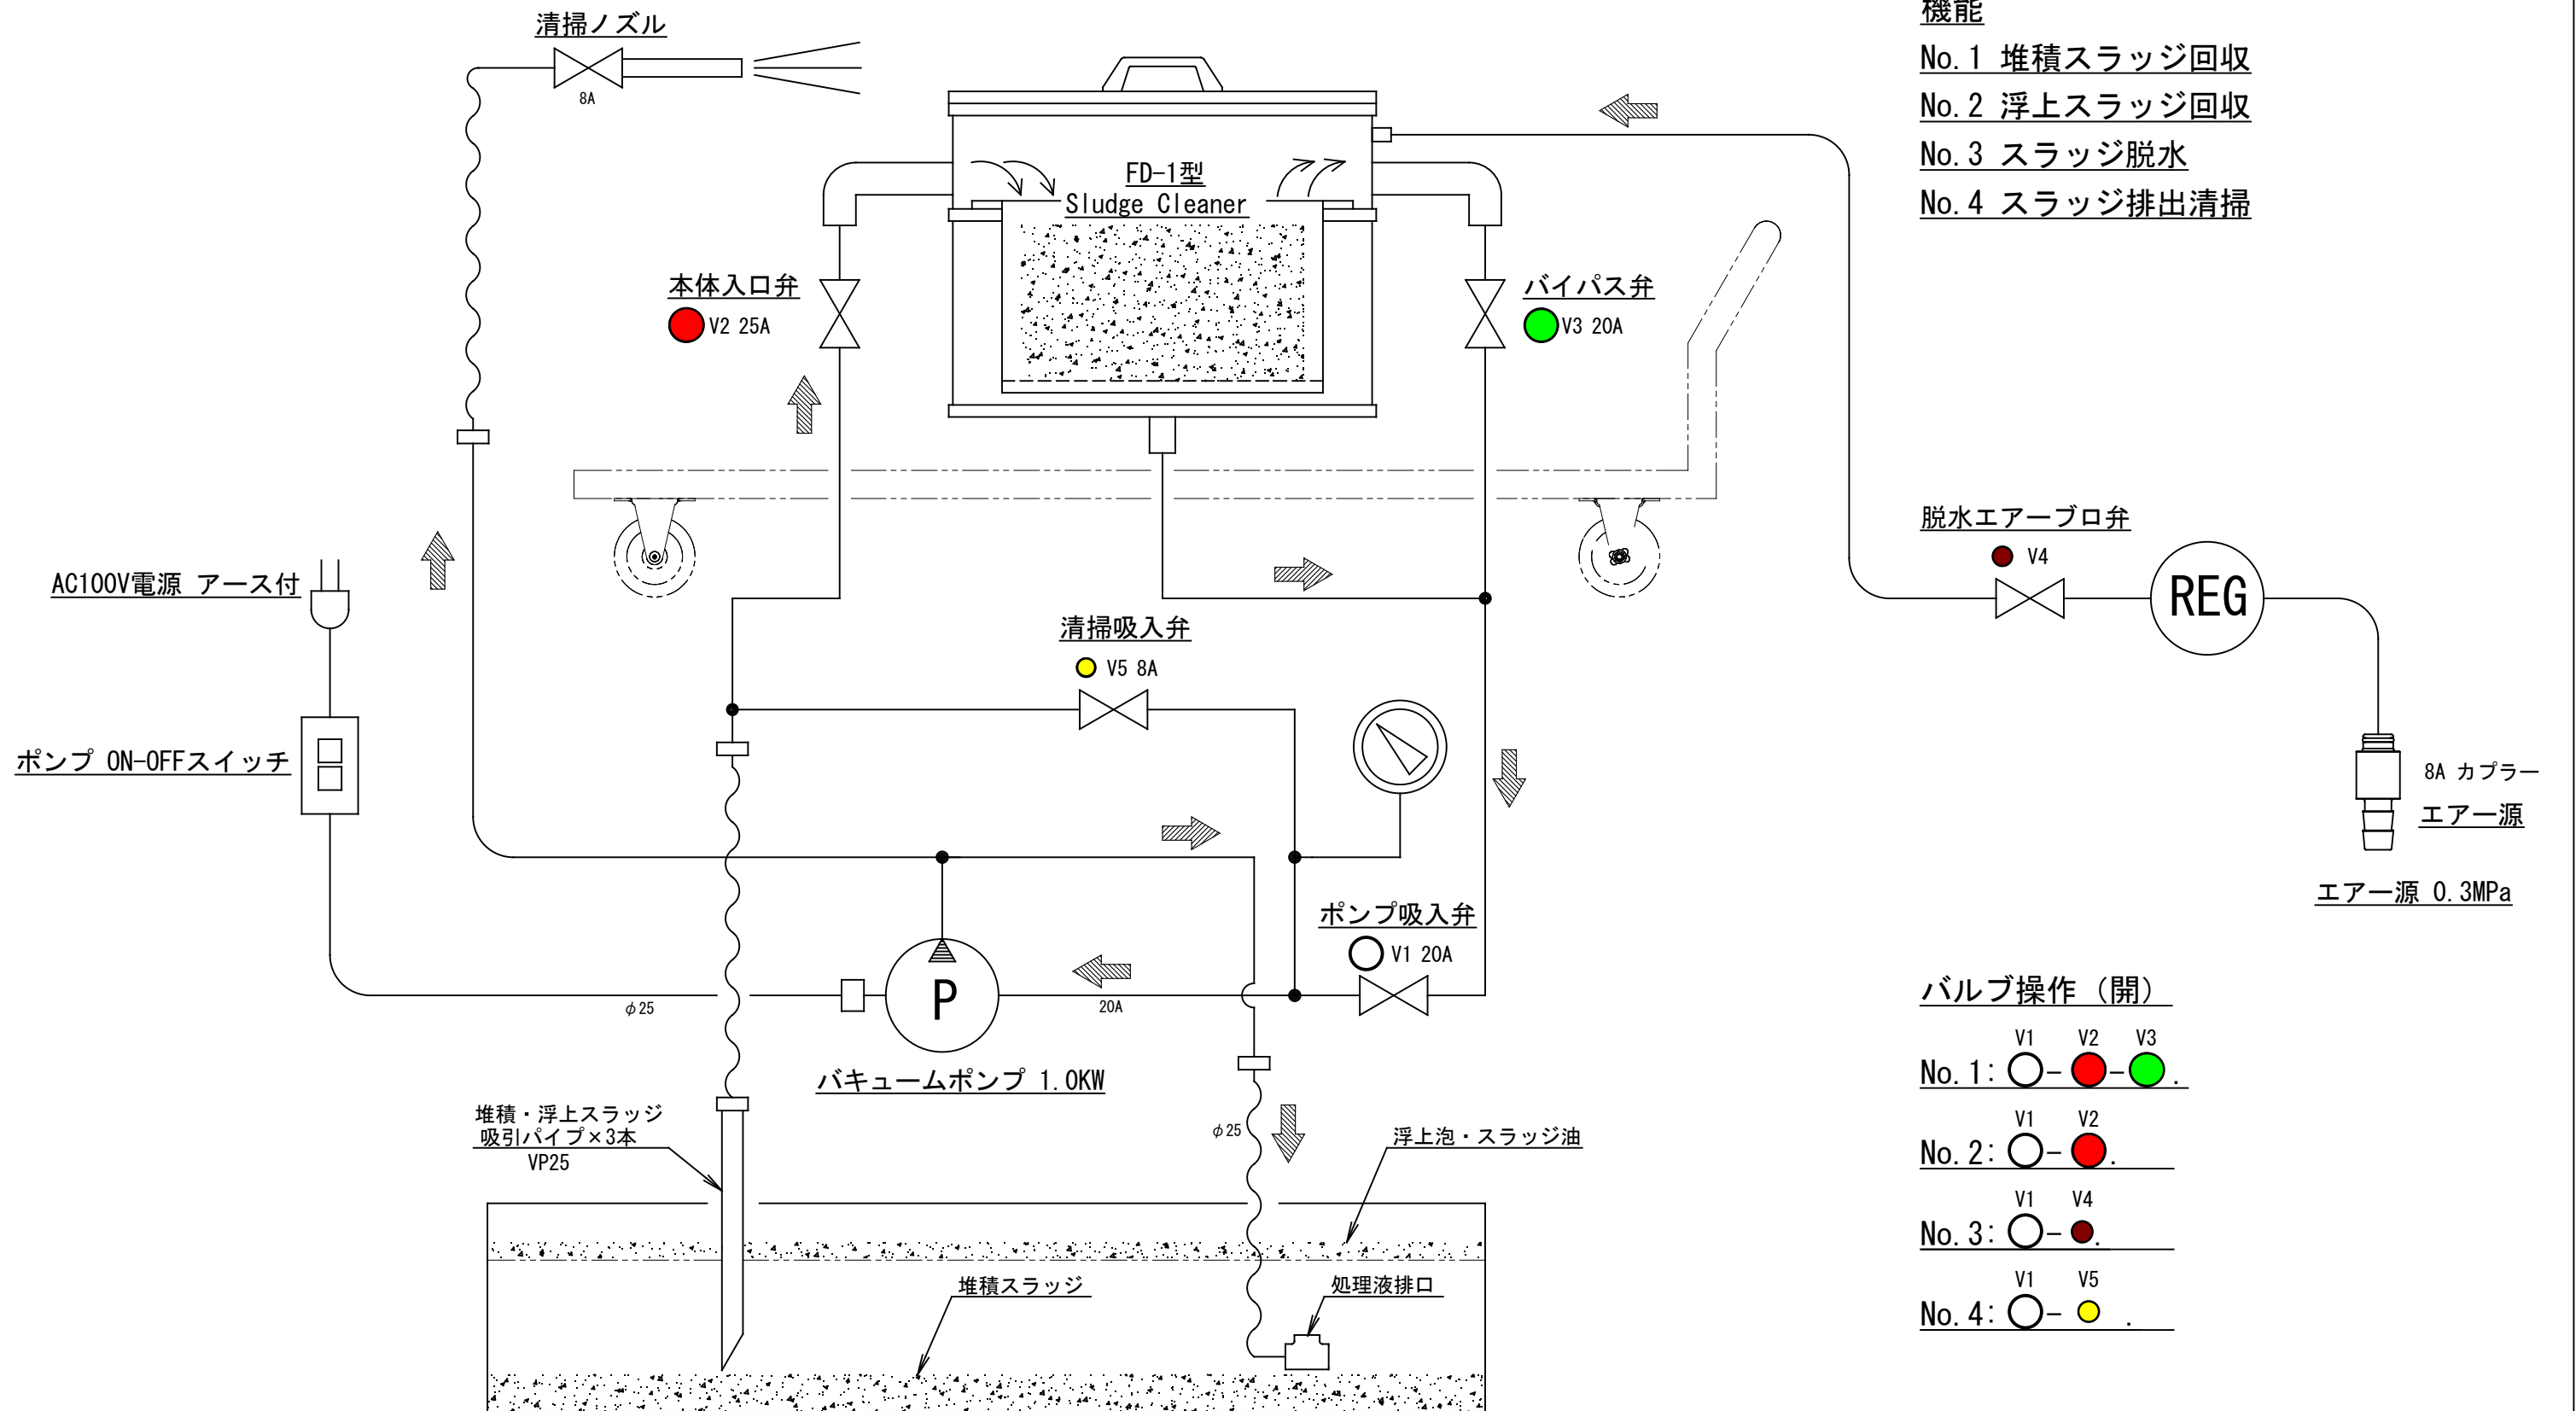 清掃ノズル
8A
機能
No.1 堆積スラッジ回収
No.2 浮上スラッジ回収
No.3 スラッジ脱水
No.4 スラッジ排出清掃
FD-1型
Sludge Cleaner
本体入口弁
V2 25A
バイパス弁
V3 20A
脱水エアーブロ弁
V4
REG
AC100V電源 アース付
清掃吸入弁
V5 8A
ポンプ ON-OFFスイッチ
8A カプラー
エアー源
エアー源 0.3MPa
ポンプ吸入弁
V1 20A
P
20A
φ25
バキュームポンプ 1.0KW
堆積・浮上スラッジ
吸引パイプ×3本
VP25
φ25
浮上泡・スラッジ油
堆積スラッジ
処理液排口
バルブ操作（開）
V1 V2 V3
No.1: - - .
V1 V2
No.2: - .
V1 V4
No.3: - .
V1 V5
No.4: - .